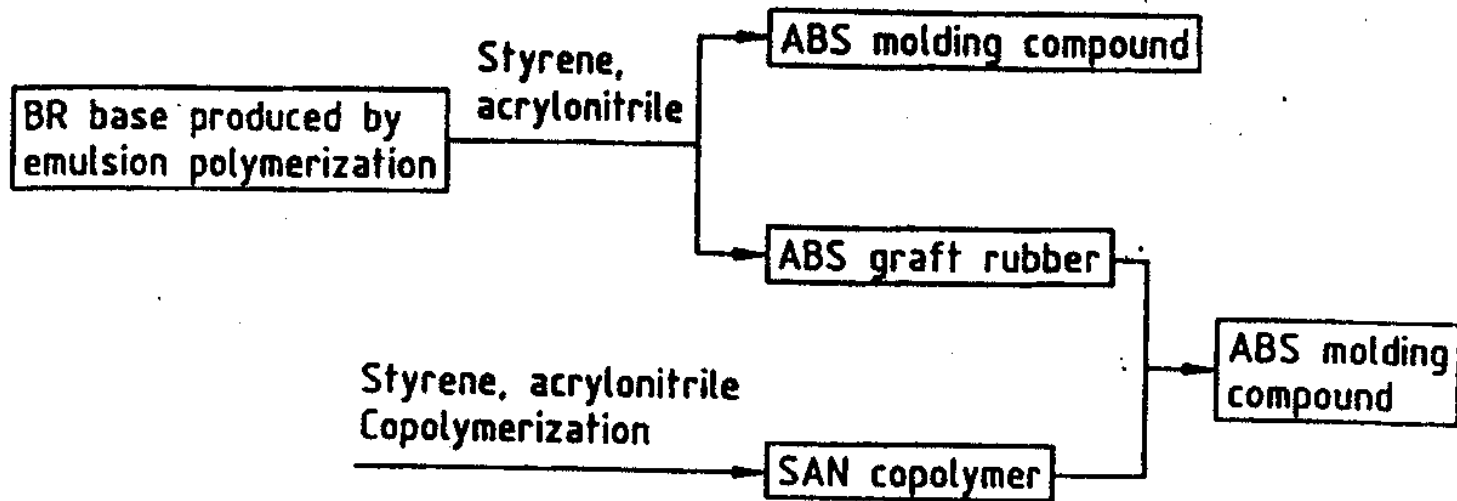 ABS molding compound
Styrene,
acrylonitrile
BR base produced by
emulsion polymerization
ABS graft rubber
ABS molding
compound
Styrene, acrylonitrile
Copolymerization
SAN copolymer